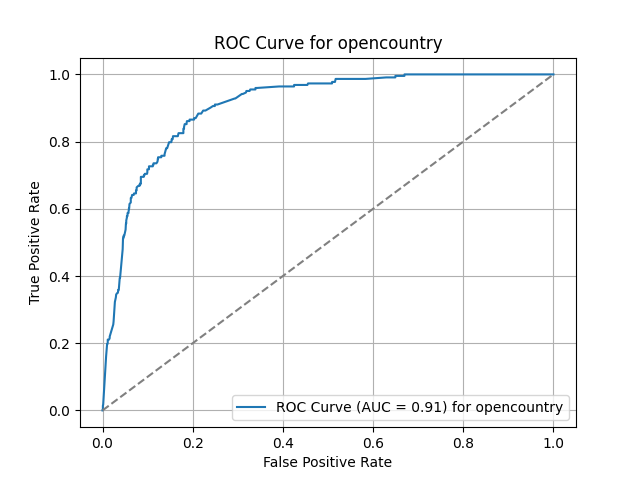 ROC Curve for opencountry
True Positive Rate
1.0
0.8
0.6
0.4
0.2
0.0
ROC Curve (AUC = 0.91) for opencountry
0.0 0.2 0.4 0.6 0.8 1.0
False Positive Rate